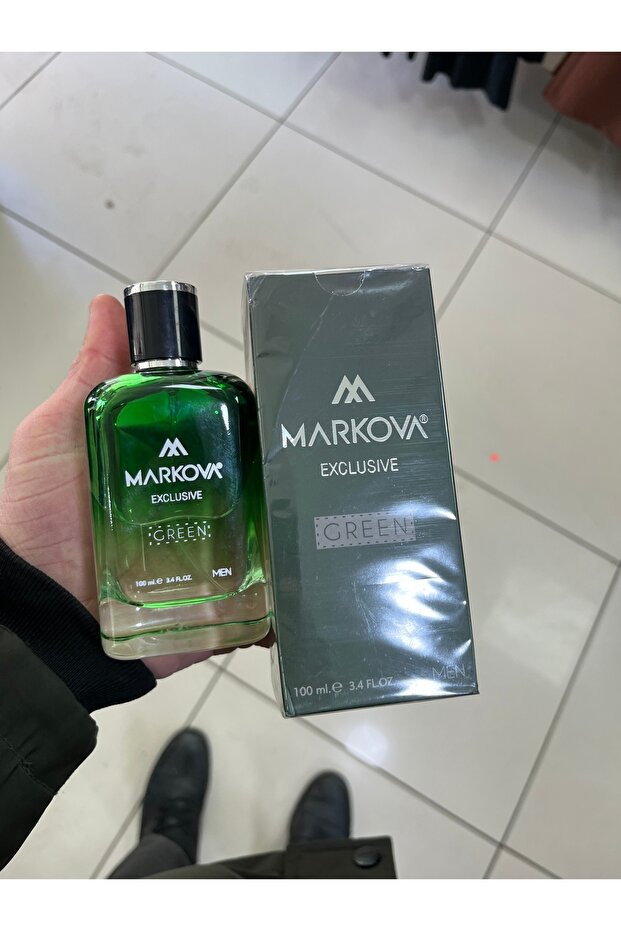 MARKOVA®
EXCLUSIVE
GREEN
100 ml.e 3.4 FL.OZ.
MEN
MARKOVA®
EXCLUSIVE
GREEN
100 ml.e 3.4 FL.OZ.
MEN